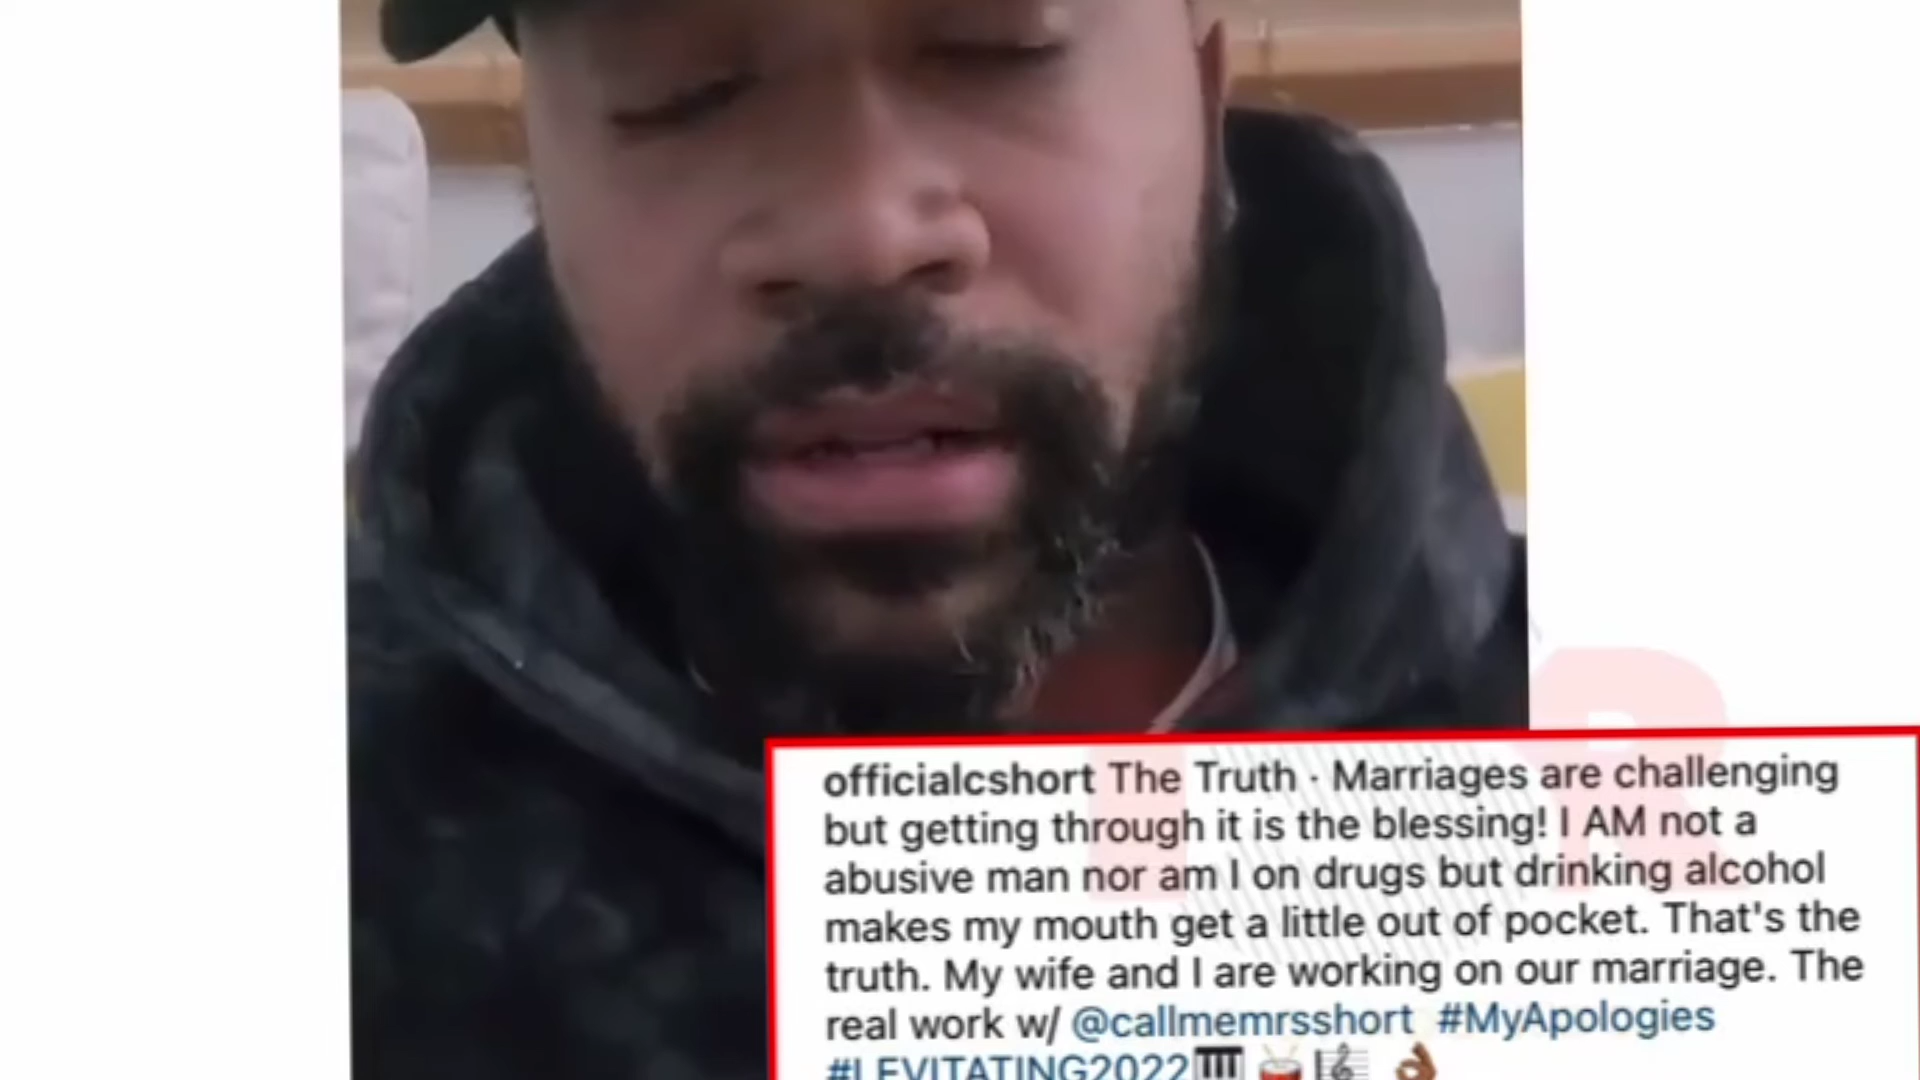 officialcshort The Truth · Marriages are challenging
but getting through it is the blessing! I AM not a
abusive man nor am I on drugs but drinking alcohol
makes my mouth get a little out of pocket. That's the
truth. My wife and I are working on our marriage. The
real work w/ @callmemrsshort #MyApologies
#LEVITATING2022🎹🥁🎼👌🏾
R